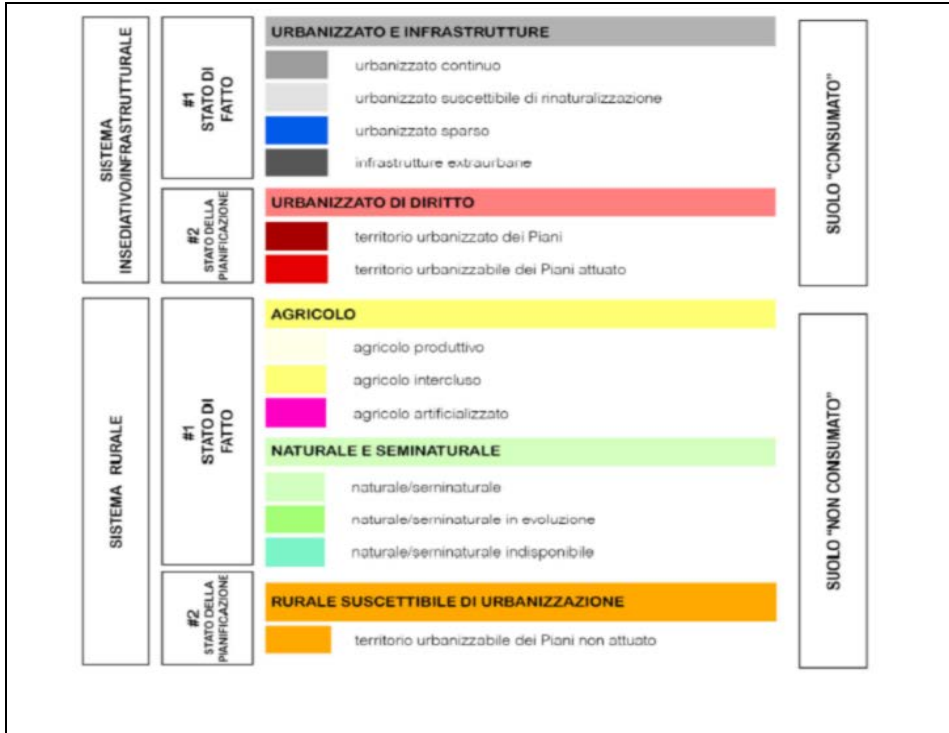 SISTEMA
INSEDIATIVO/INFRASTRUTTURALE
#1
STATO DI
FATTO
URBANIZZATO E INFRASTRUTTURE
urbanizzato continuo
urbanizzato suscettibile di rinaturalizzazione
urbanizzato sparso
infrastrutture extraurbane
#2
STATO DELLA
PIANIFICAZIONE
URBANIZZATO DI DIRITTO
territorio urbanizzato dei Piani
territorio urbanizzabile dei Piani attuato
SUOLO "CONSUMATO"
SISTEMA RURALE
#1
STATO DI
FATTO
AGRICOLO
agricolo produttivo
agricolo intercluso
agricolo artificializzato
NATURALE E SEMINATURALE
naturale/seminaturale
naturale/seminaturale in evoluzione
naturale/seminaturale indisponibile
#2
STATO DELLA
PIANIFICAZIONE
RURALE SUSCETTIBILE DI URBANIZZAZIONE
territorio urbanizzabile dei Piani non attuato
SUOLO "NON CONSUMATO"